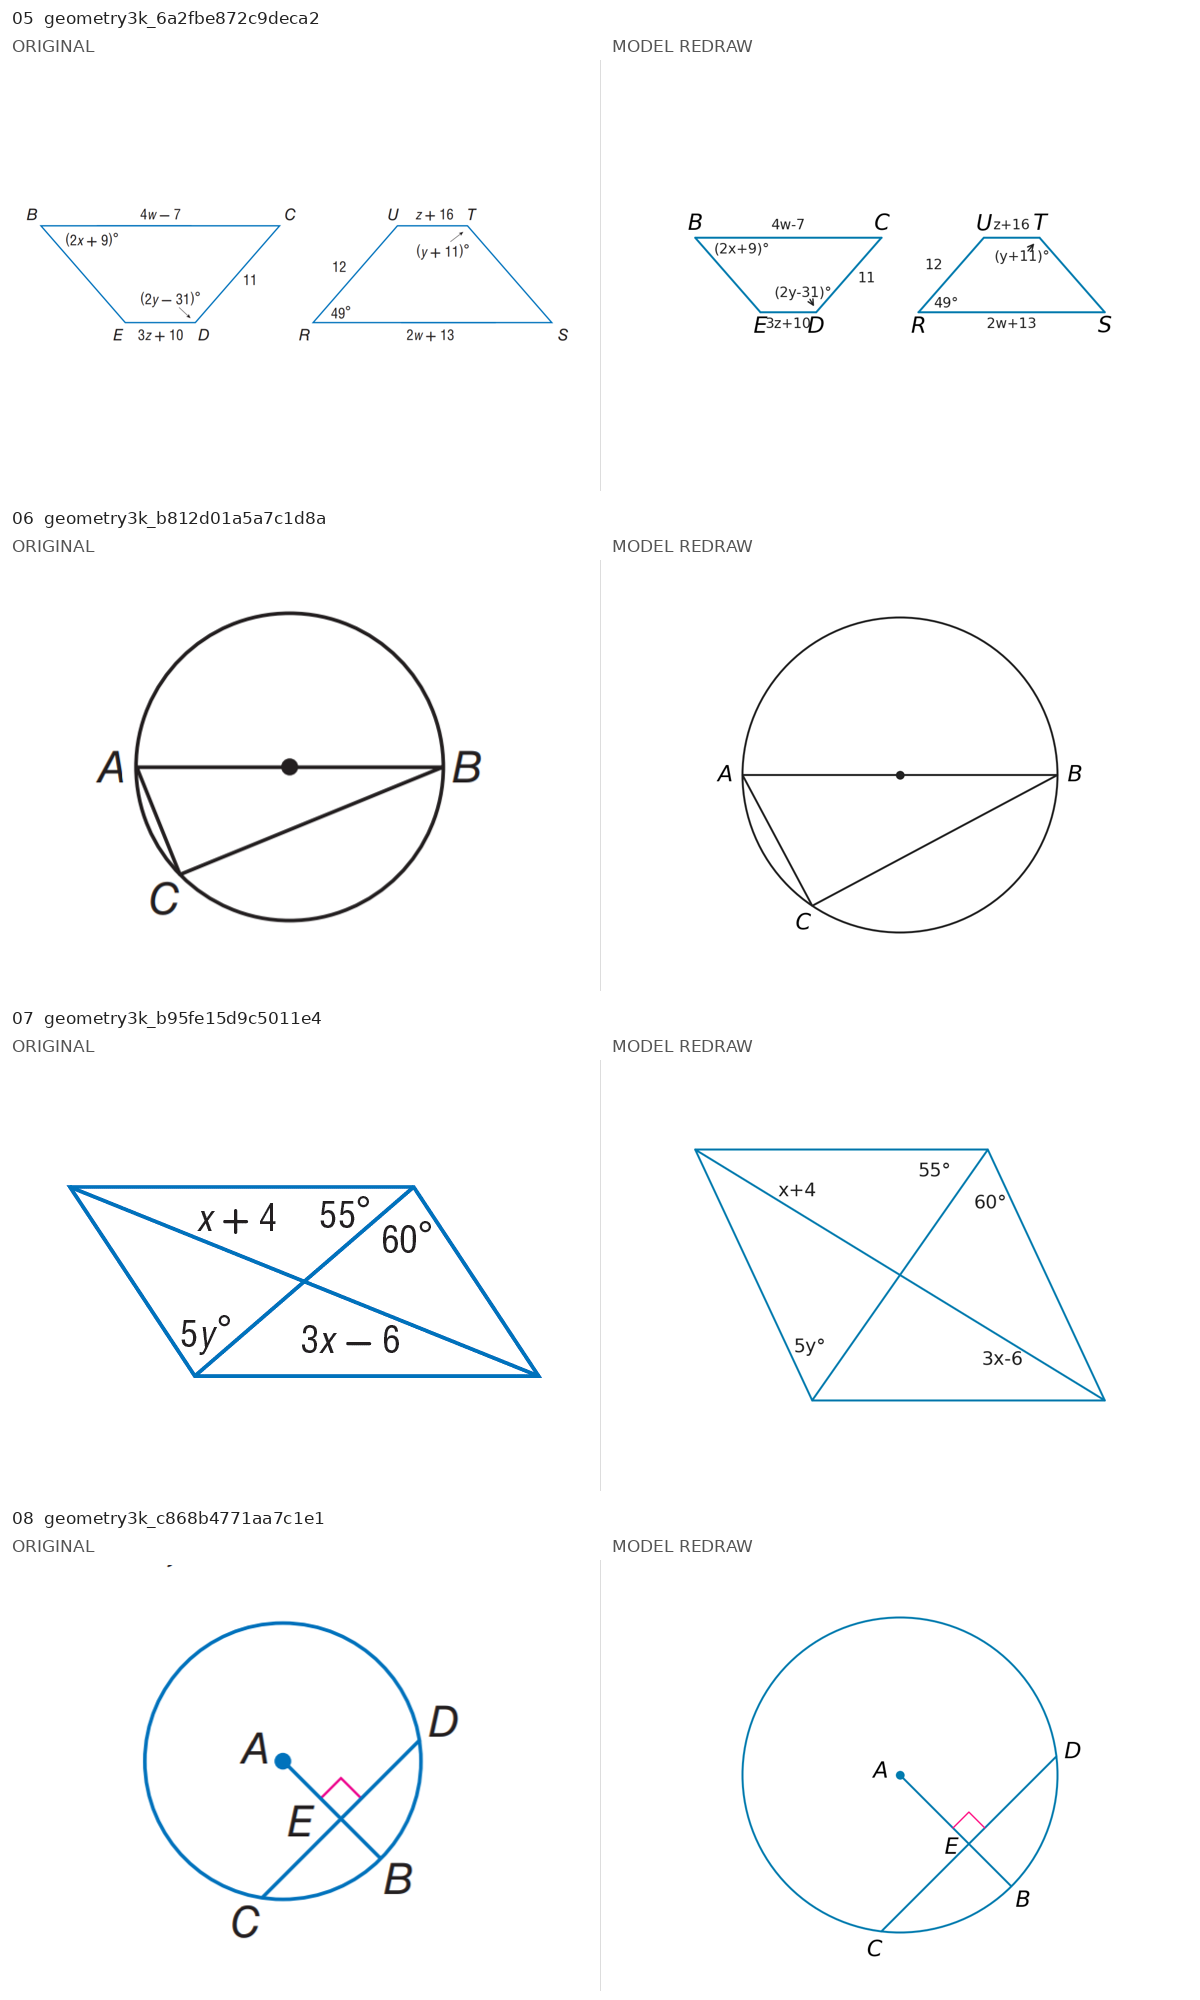 05 geometry3k_6a2fbe872c9deca2
ORIGINAL
MODEL REDRAW
B 4w – 7 C U z + 16 T
(2x + 9)° (y + 11)°
12
11
(2y – 31)°
49°
E 3z + 10 D R 2w + 13 S
B 4w-7 C U z+16 T
(2x+9)° (y+11)°
12
11
(2y-31)°
49°
E 3z+10 D R 2w+13 S
06 geometry3k_b812d01a5a7c1d8a
ORIGINAL
MODEL REDRAW
A B
C
A B
C
07 geometry3k_b95fe15d9c5011e4
ORIGINAL
MODEL REDRAW
x + 4 55°
60°
5y° 3x – 6
55°
x+4
60°
5y°
3x-6
08 geometry3k_c868b4771aa7c1e1
ORIGINAL
MODEL REDRAW
D
A
E
B
C
D
A
E
B
C